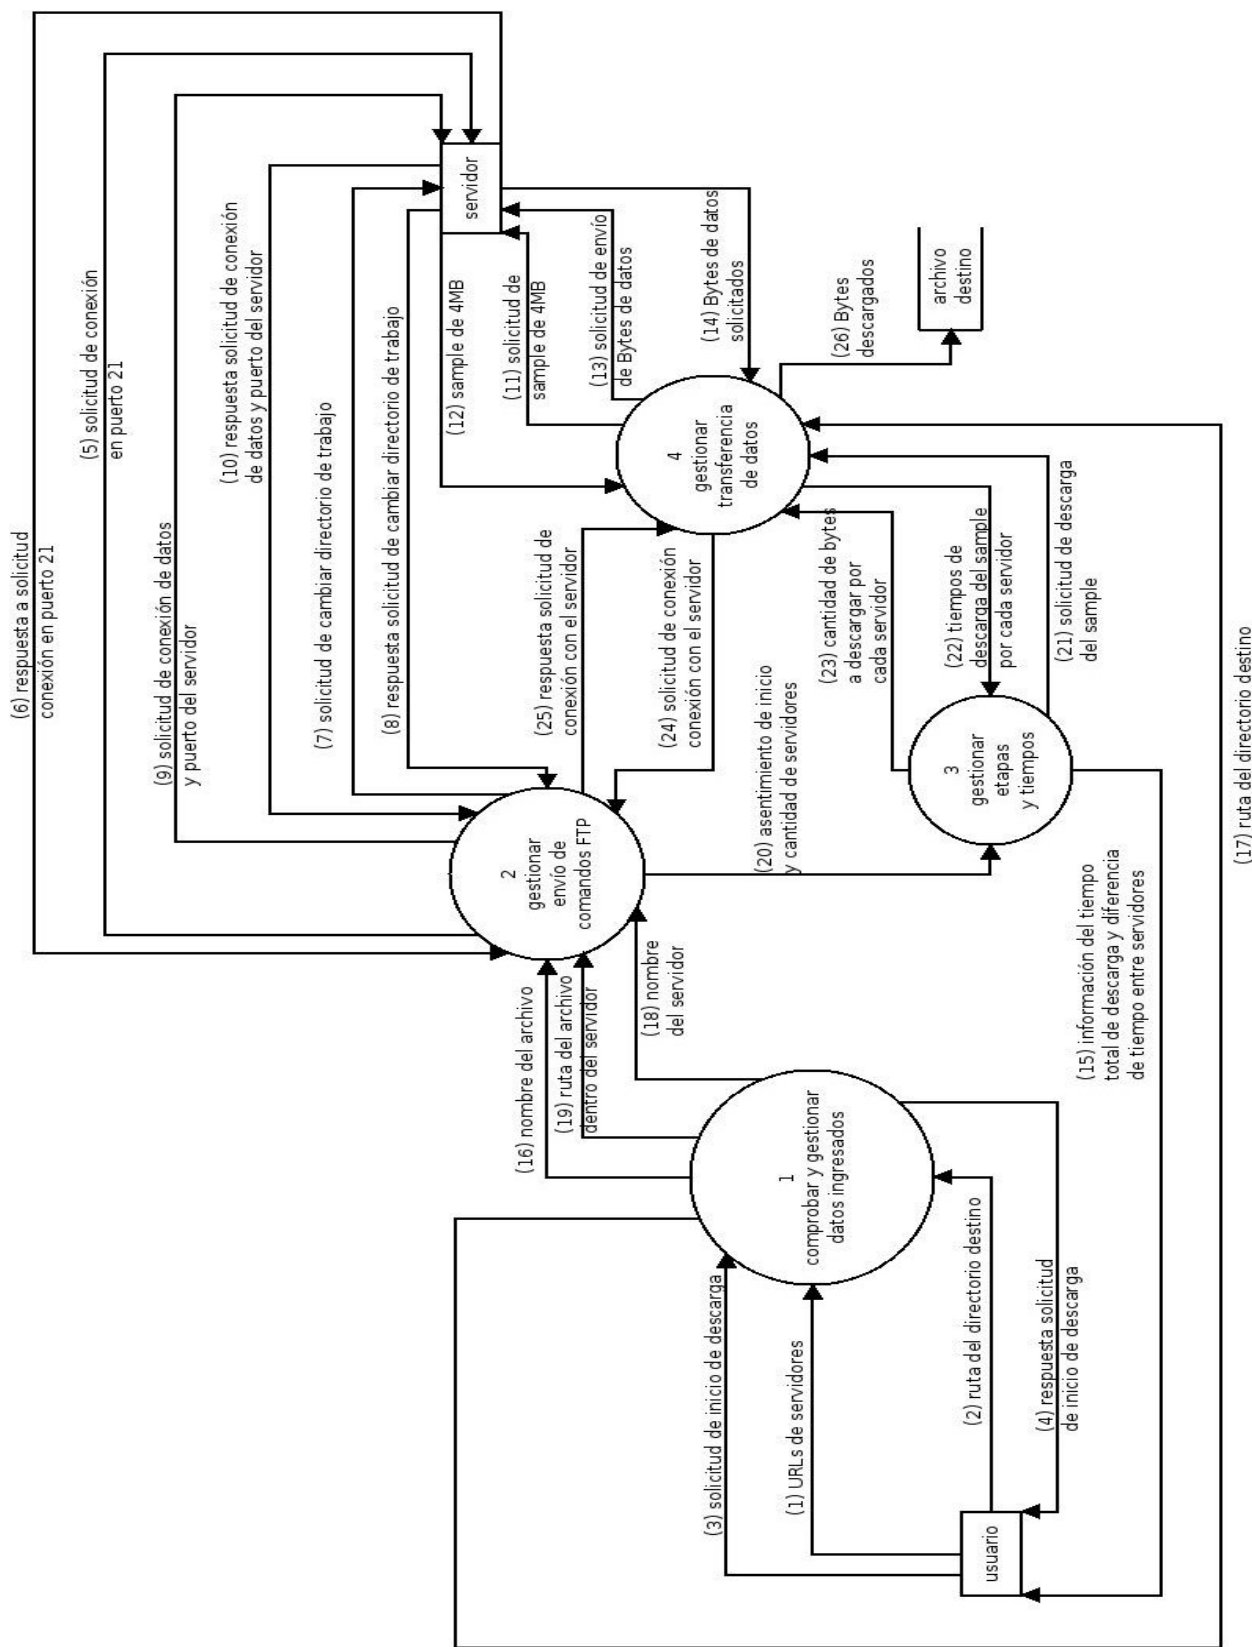 (6) respuesta a solicitud
conexión en puerto 21
(5) solicitud de conexión
en puerto 21
(9) solicitud de conexión de datos
y puerto del servidor
(10) respuesta solicitud de conexión
de datos y puerto del servidor
(7) solicitud de cambiar directorio de trabajo
(8) respuesta solicitud de cambiar directorio de trabajo
servidor
(12) sample de 4MB
(11) solicitud de
sample de 4MB
(13) solicitud de envío
de Bytes de datos
(14) Bytes de datos
solicitados
(26) Bytes
descargados
archivo
destino
2
gestionar
envío de
comandos FTP
(25) respuesta solicitud de
conexión con el servidor
(24) solicitud de conexión
conexión con el servidor
4
gestionar
transferencia
de datos
(20) asentimiento de inicio
y cantidad de servidores
(23) cantidad de bytes
a descargar por
cada servidor
(22) tiempos de
descarga del sample
por cada servidor
(21) solicitud de descarga
del sample
3
gestionar
etapas
y tiempos
(16) nombre del archivo
(19) ruta del archivo
dentro del servidor
(18) nombre
del servidor
1
comprobar y gestionar
datos ingresados
(15) información del tiempo
total de descarga y diferencia
de tiempo entre servidores
(17) ruta del directorio destino
(3) solicitud de inicio de descarga
(1) URLs de servidores
(2) ruta del directorio destino
(4) respuesta solicitud
de inicio de descarga
usuario